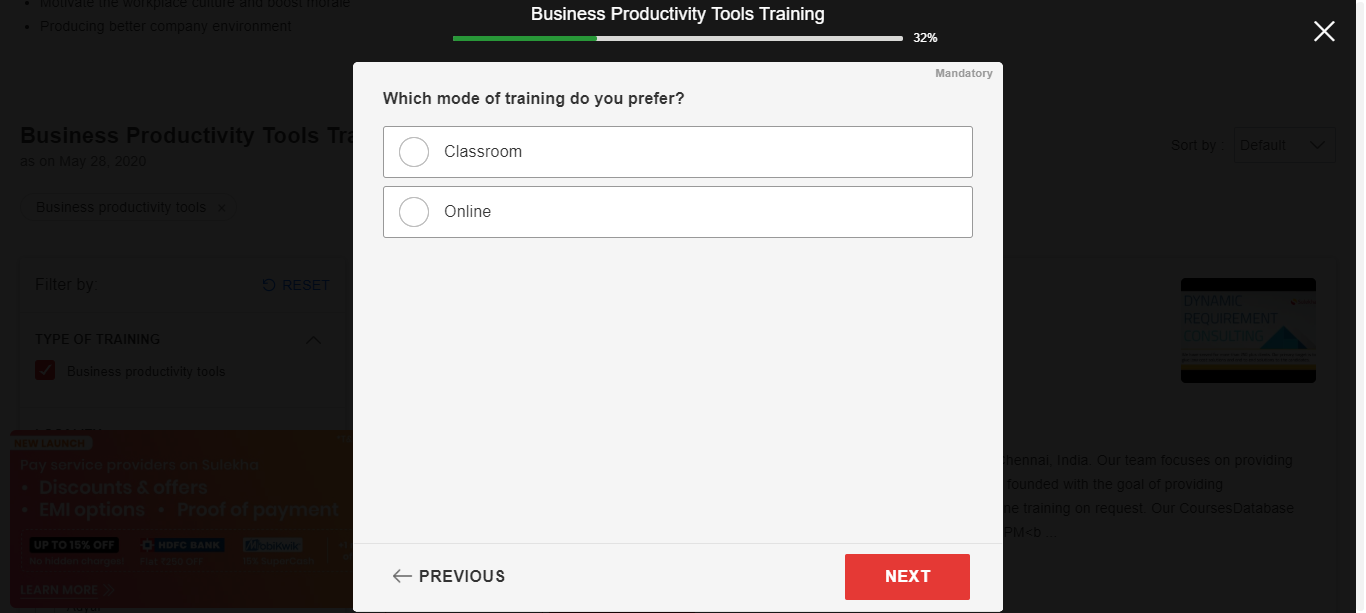 Motivate the workplace culture and boost morale
Producing better company environment
Business Productivity Tools Training
32%
Mandatory
Which mode of training do you prefer?
Classroom
Online
PREVIOUS
NEXT
Business Productivity Tools Tra
as on May 28, 2020
Sort by :
Default
Business productivity tools ×
Filter by
RESET
TYPE OF TRAINING
Business productivity tools
NEW LAUNCH
Pay service providers on Sulekha
• Discounts & offers
• EMI options • Proof of payment
UP TO 15% OFF
No hidden charges
HDFC BANK
MobiKwik
LEARN MORE
DYNAMIC
REQUIREMENT
CONSULTING
hennai, India. Our team focuses on providing
founded with the goal of providing
ne training on request. Our CoursesDatabase
PM<b ...